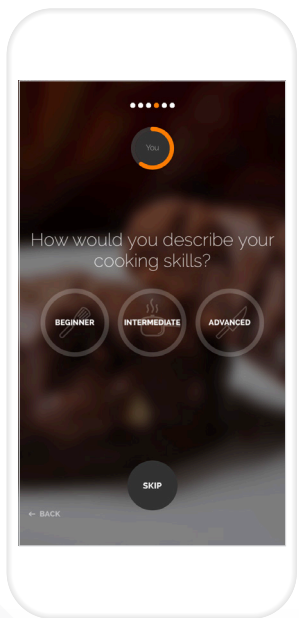 You
How would you describe your
cooking skills?
BEGINNER INTERMEDIATE ADVANCED
SKIP
← BACK